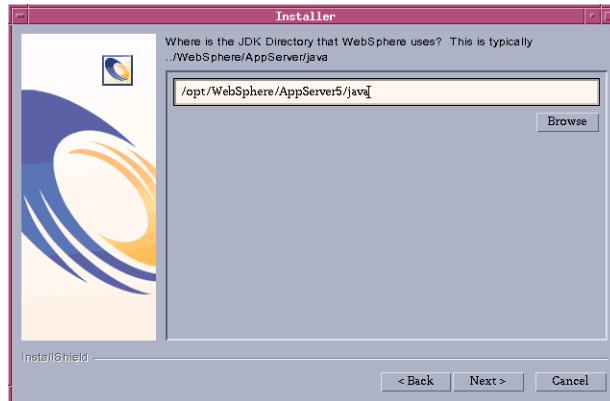 Installer
Where is the JDK Directory that WebSphere uses? This is typically
../WebSphere/AppServer/java
/opt/WebSphere/AppServer5/java
Browse
InstallShield
< Back
Next >
Cancel